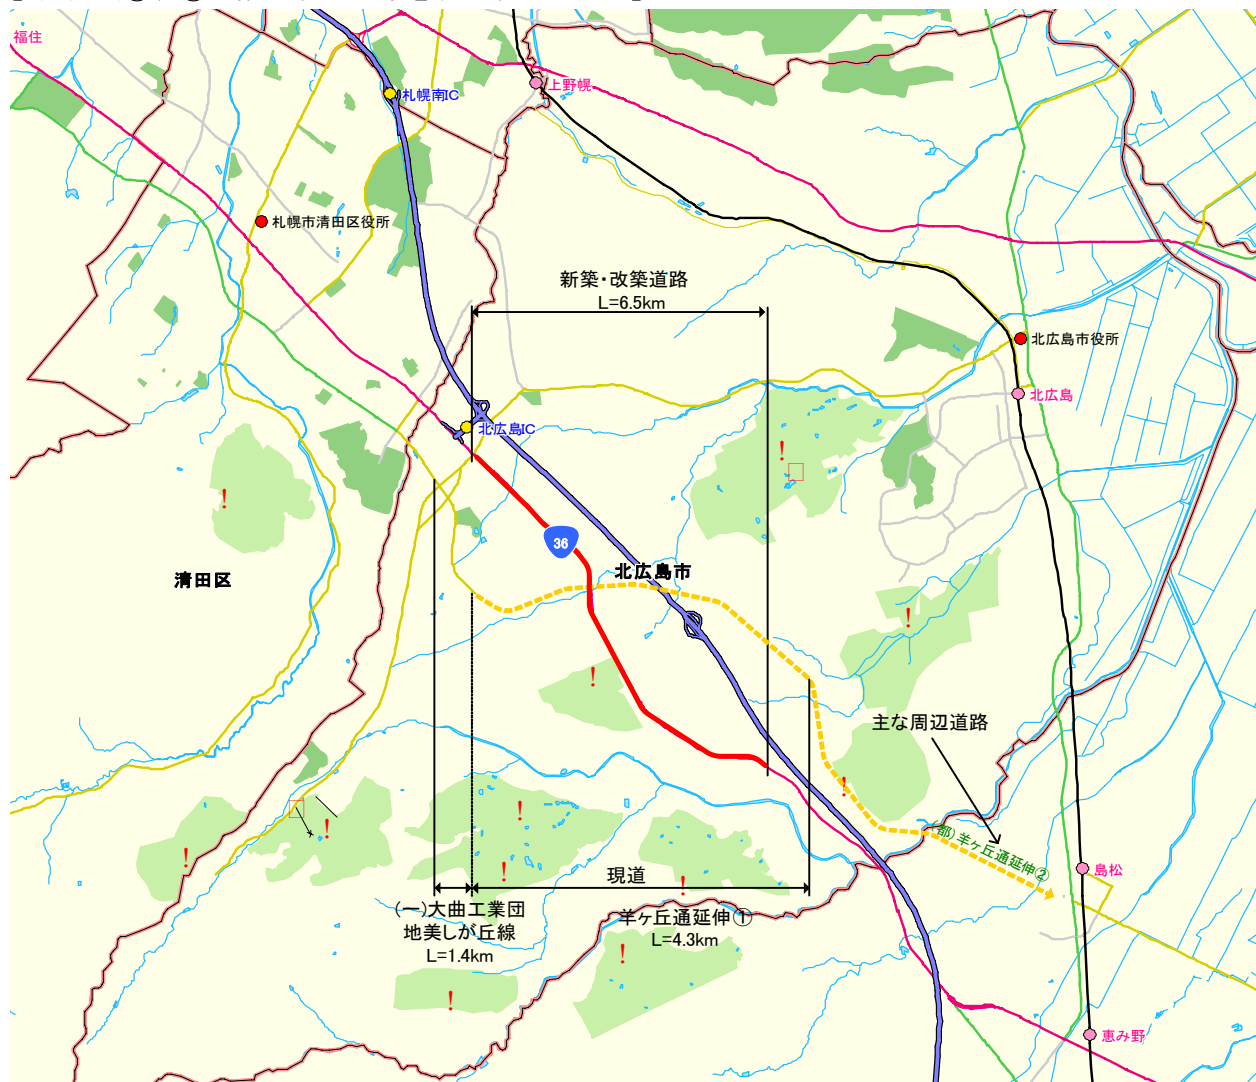 福住
上野幌
札幌南IC
札幌市清田区役所
新築・改築道路
L=6.5km
北広島市役所
北広島
北広島IC
36
北広島市
清田区
主な周辺道路
(都)羊ヶ丘通延伸②
島松
現道
(一)大曲工業団
地美しが丘線
L=1.4km
羊ヶ丘通延伸①
L=4.3km
恵み野